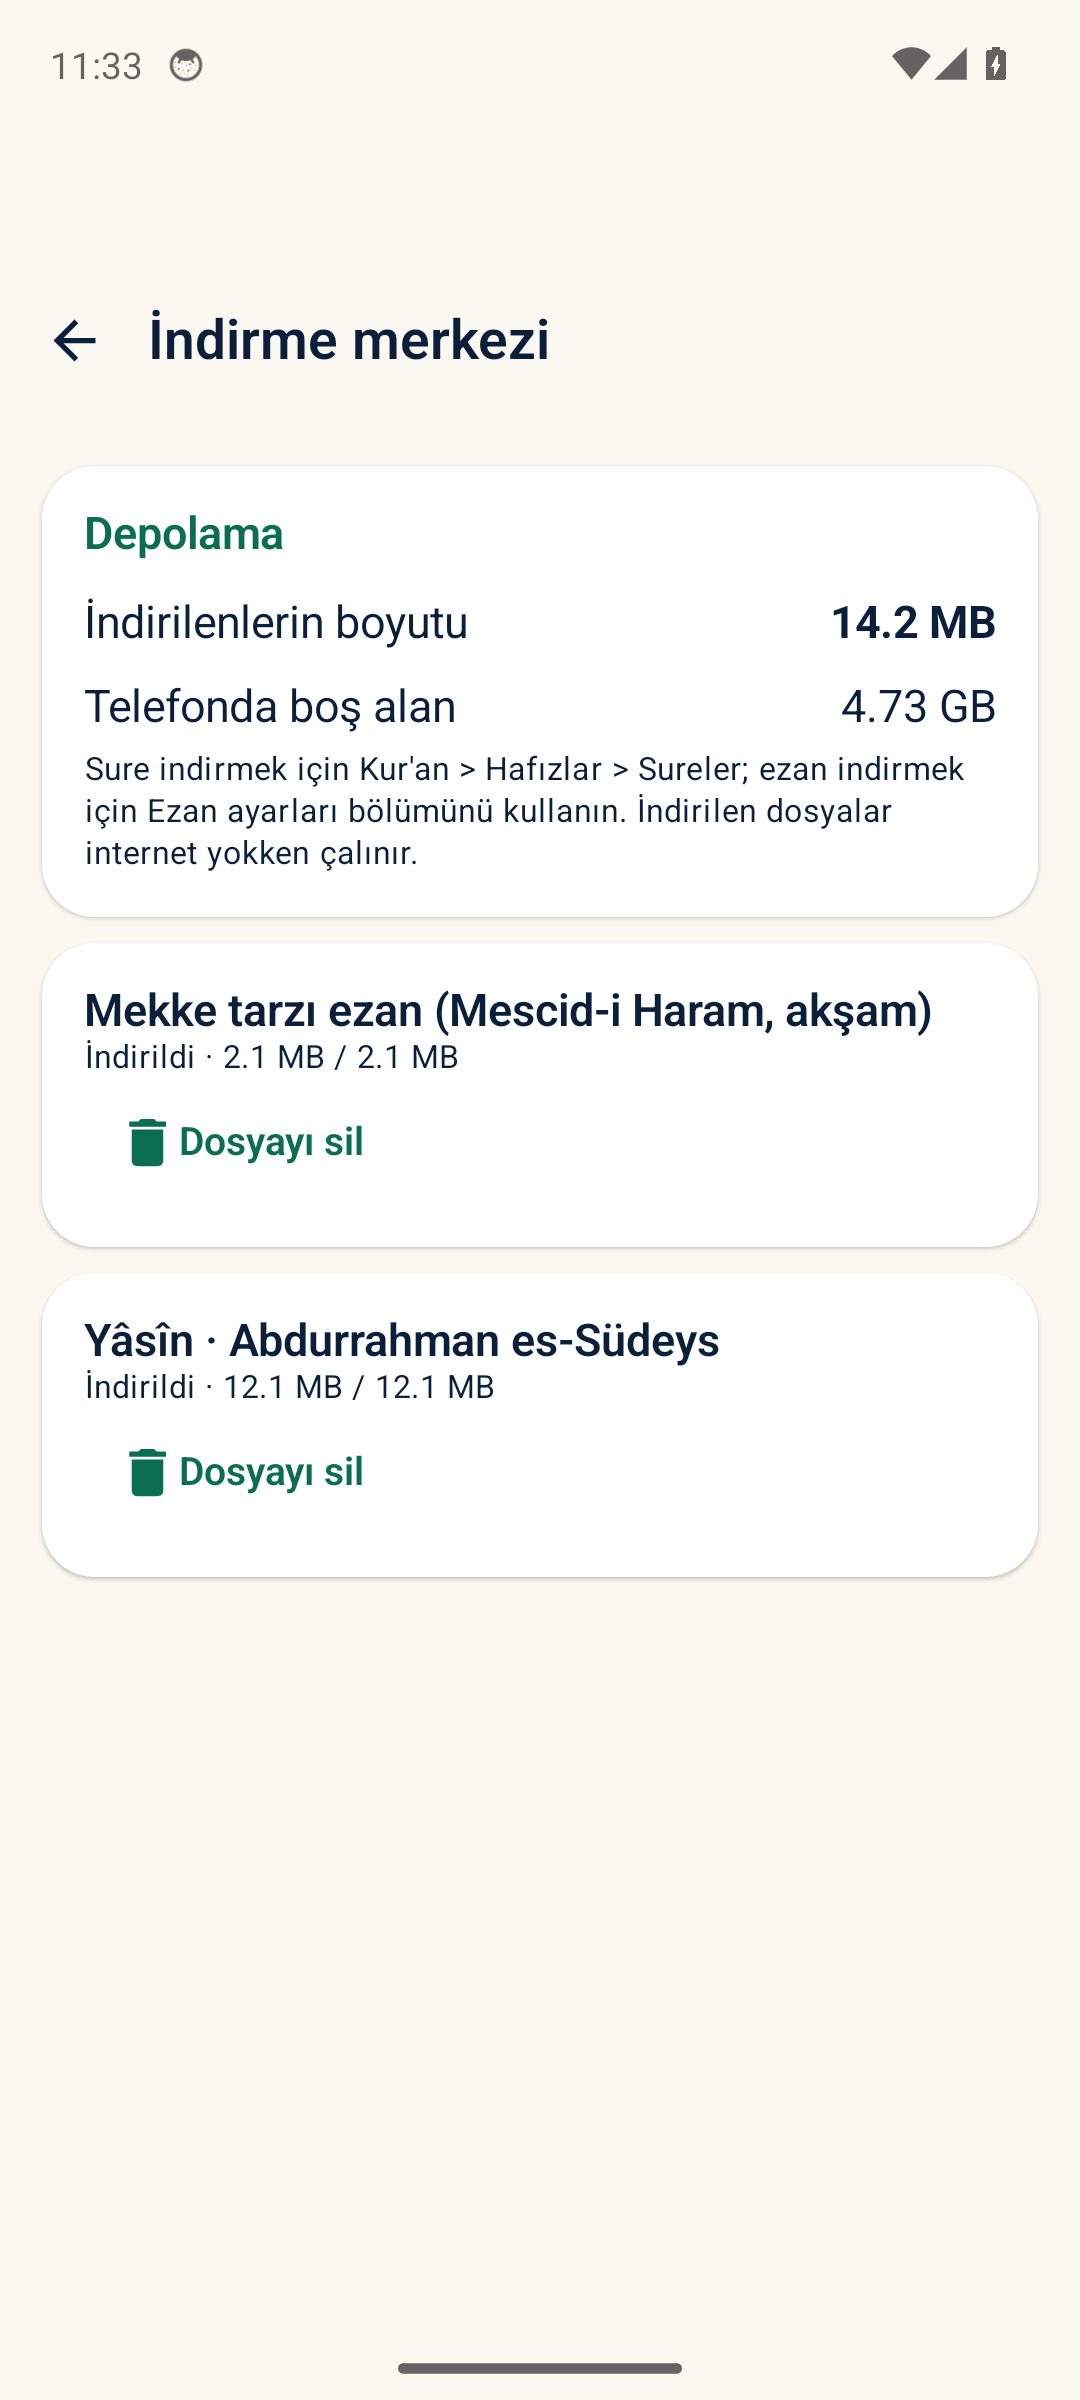 11:33
İndirme merkezi
Depolama
İndirilenlerin boyutu 14.2 MB
Telefonda boş alan 4.73 GB
Sure indirmek için Kur'an > Hafızlar > Sureler; ezan indirmek
için Ezan ayarları bölümünü kullanın. İndirilen dosyalar
internet yokken çalınır.
Mekke tarzı ezan (Mescid-i Haram, akşam)
İndirildi · 2.1 MB / 2.1 MB
Dosyayı sil
Yâsîn · Abdurrahman es-Südeys
İndirildi · 12.1 MB / 12.1 MB
Dosyayı sil